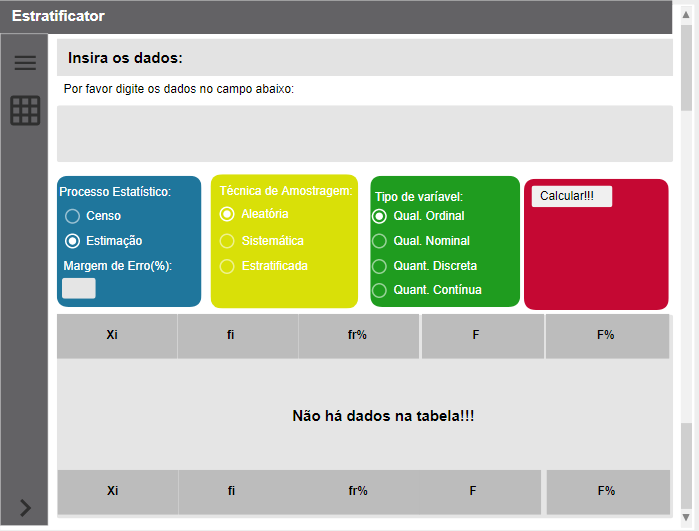 Estratificator
Insira os dados:
Por favor digite os dados no campo abaixo:
Processo Estatístico:
Censo
Estimação
Margem de Erro(%):
Técnica de Amostragem:
Aleatória
Sistemática
Estratificada
Tipo de varíavel:
Qual. Ordinal
Qual. Nominal
Quant. Discreta
Quant. Contínua
Calcular!!!
Xi fi fr% F F%
Não há dados na tabela!!!
Xi fi fr% F F%